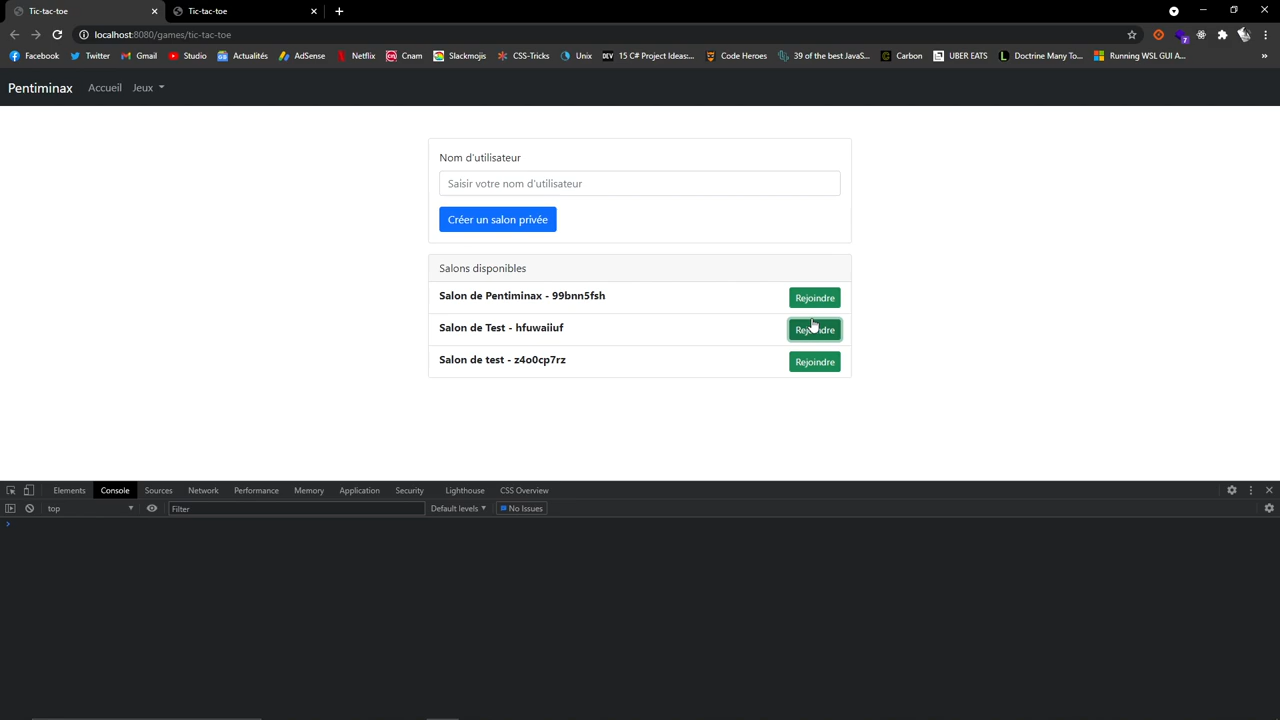 Tic-tac-toe
Tic-tac-toe
localhost:8080/games/tic-tac-toe
Facebook Twitter Gmail Studio Actualités AdSense Netflix Cnam Slackmojis CSS-Tricks Unix 15 C# Project Ideas:... Code Heroes 39 of the best JavaS... Carbon UBER EATS Doctrine Many To... Running WSL GUI A... »
Pentiminax Accueil Jeux
Nom d'utilisateur
Saisir votre nom d'utilisateur
Créer un salon privée
Salons disponibles
Salon de Pentiminax - 99bnn5fsh Rejoindre
Salon de Test - hfuwaiiuf Rejoindre
Salon de test - z4o0cp7rz Rejoindre
Elements Console Sources Network Performance Memory Application Security Lighthouse CSS Overview
top Filter Default levels No Issues